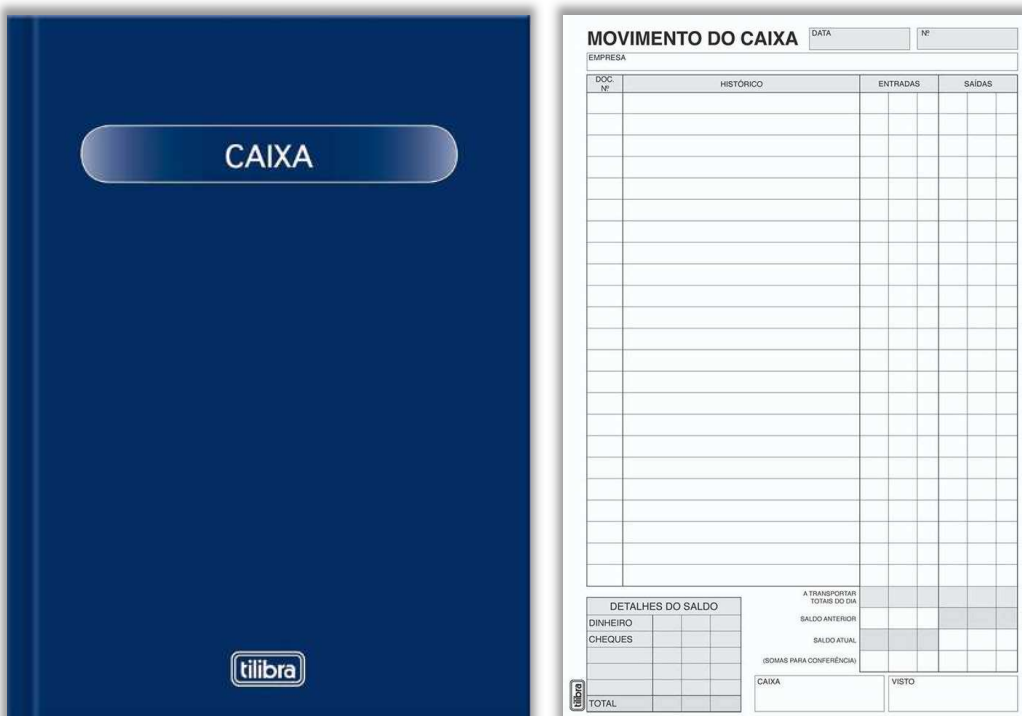 CAIXA
tilibra
MOVIMENTO DO CAIXA
DATA
Nº
EMPRESA
DOC. Nº
HISTÓRICO
ENTRADAS
SAÍDAS
A TRANSPORTAR
TOTAIS DO DIA
SALDO ANTERIOR
SALDO ATUAL
(SOMAS PARA CONFERÊNCIA)
DETALHES DO SALDO
DINHEIRO
CHEQUES
TOTAL
CAIXA
VISTO
tilibra